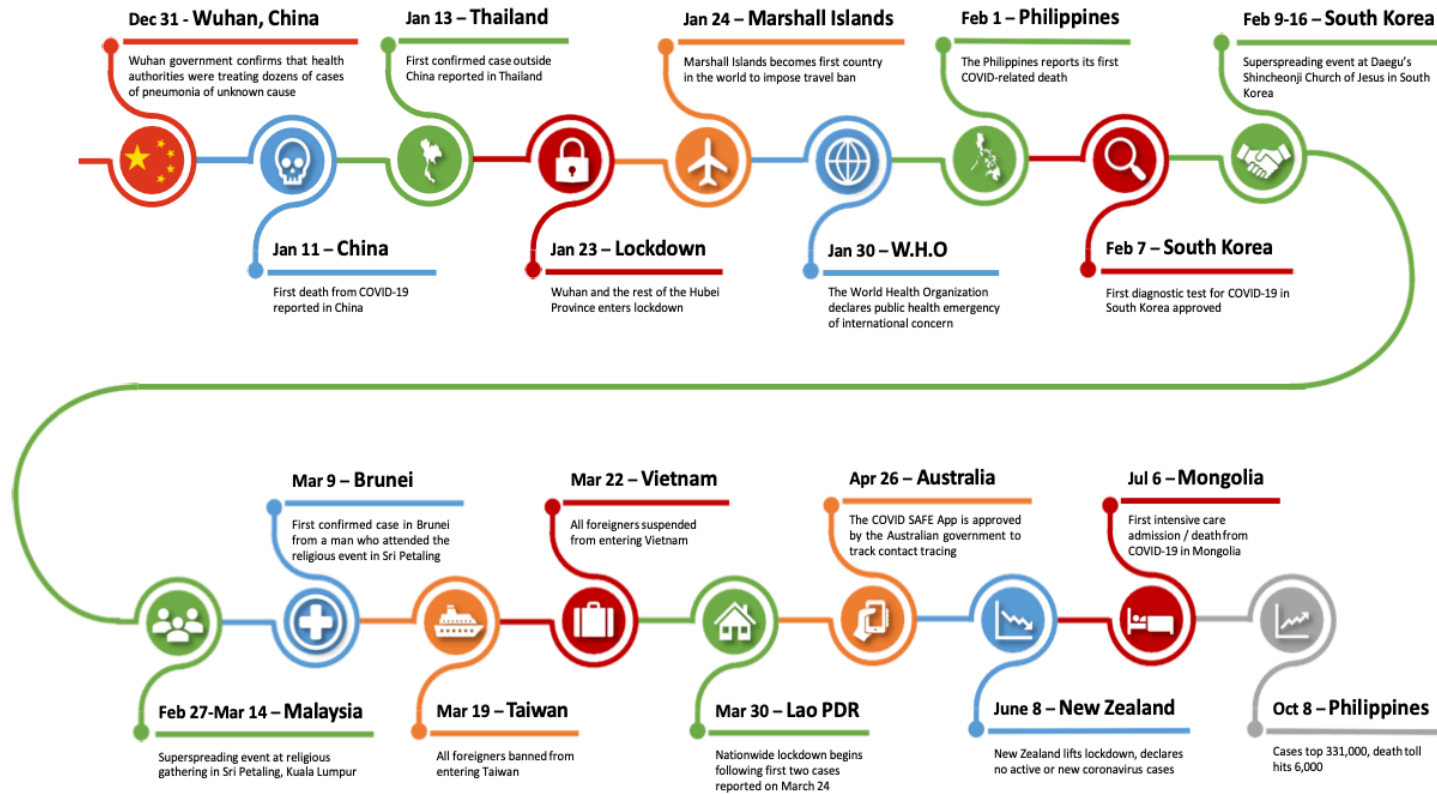 Dec 31 - Wuhan, China
Wuhan government confirms that health
authorities were treating dozens of cases
of pneumonia of unknown cause
Jan 11 – China
First death from COVID-19
reported in China
Jan 13 – Thailand
First confirmed case outside
China reported in Thailand
Jan 23 – Lockdown
Wuhan and the rest of the Hubei
Province enters lockdown
Jan 24 – Marshall Islands
Marshall Islands becomes first country
in the world to impose travel ban
Jan 30 – W.H.O
The World Health Organization
declares public health emergency
of international concern
Feb 1 – Philippines
The Philippines reports its first
COVID-related death
Feb 7 – South Korea
First diagnostic test for COVID-19 in
South Korea approved
Feb 9-16 – South Korea
Superspreading event at Daegu's
Shincheonji Church of Jesus in South
Korea
Feb 27-Mar 14 – Malaysia
Superspreading event at religious
gathering in Sri Petaling, Kuala Lumpur
Mar 9 – Brunei
First confirmed case in Brunei
from a man who attended the
religious event in Sri Petaling
Mar 19 – Taiwan
All foreigners banned from
entering Taiwan
Mar 22 – Vietnam
All foreigners suspended
from entering Vietnam
Mar 30 – Lao PDR
Nationwide lockdown begins
following first two cases
reported on March 24
Apr 26 – Australia
The COVID SAFE App is approved
by the Australian government to
track contact tracing
June 8 – New Zealand
New Zealand lifts lockdown, declares
no active or new coronavirus cases
Jul 6 – Mongolia
First intensive care
admission / death from
COVID-19 in Mongolia
Oct 8 – Philippines
Cases top 331,000, death toll
hits 6,000